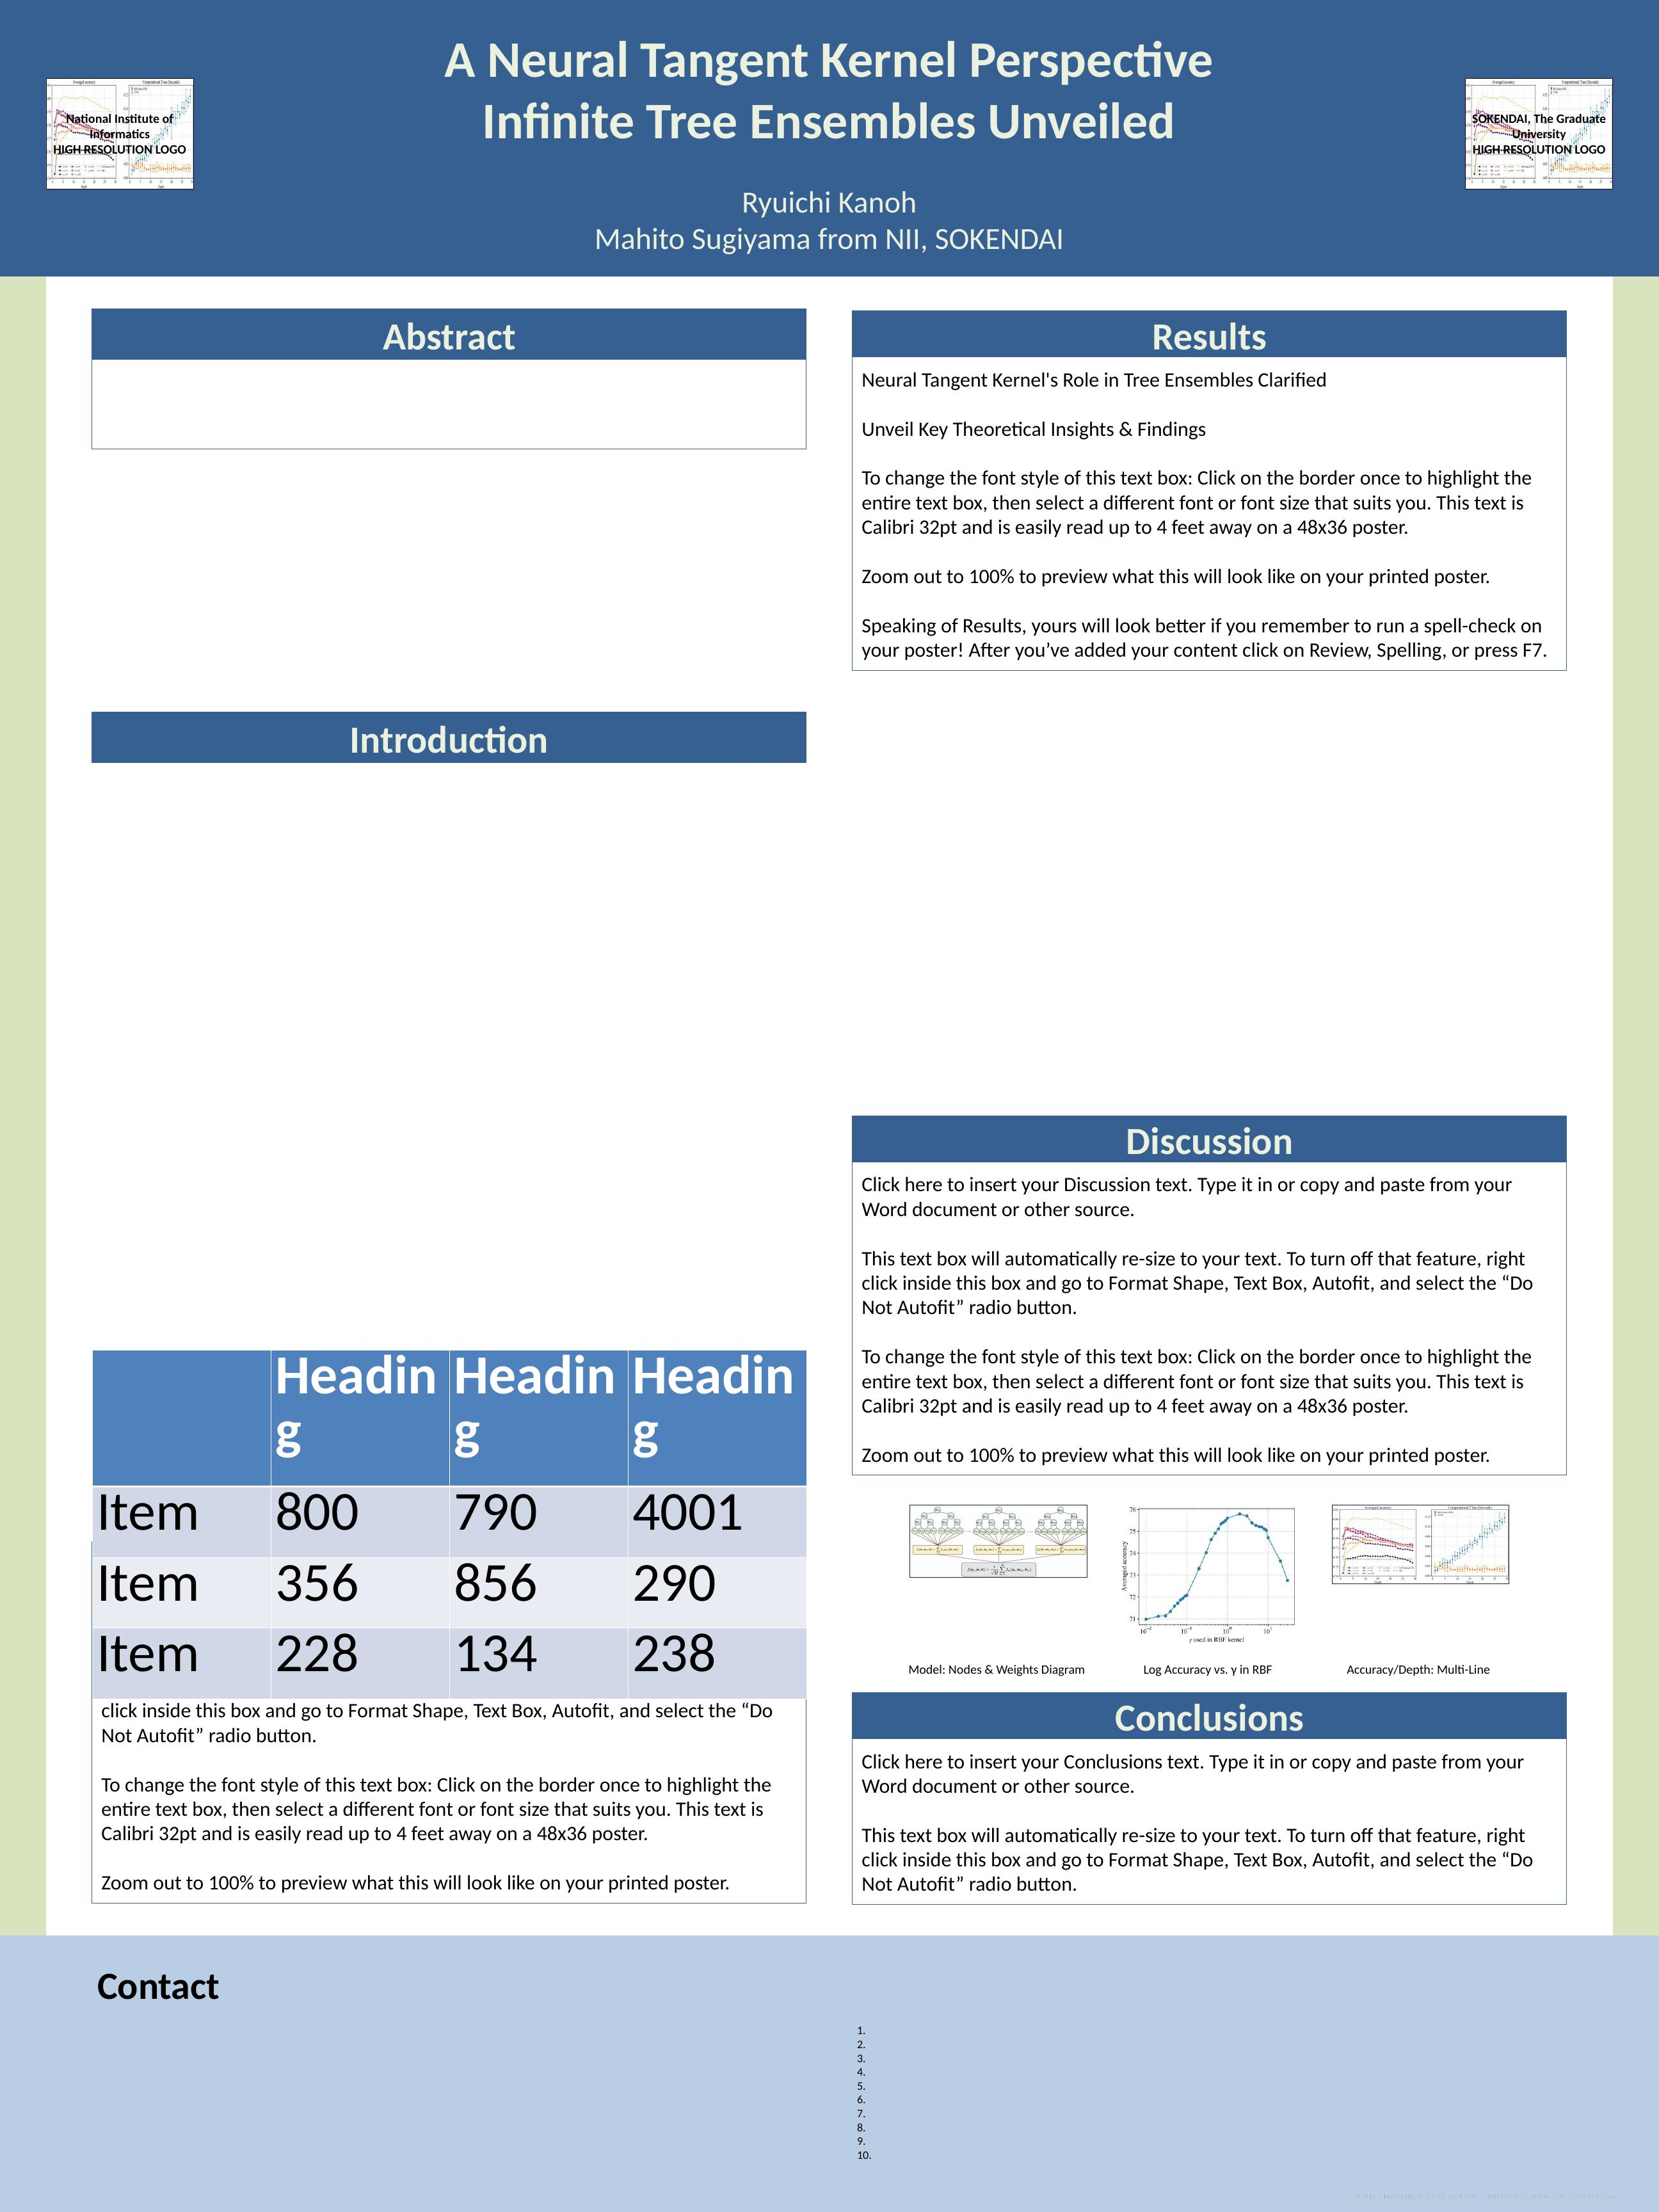 A Neural Tangent Kernel Perspective
Infinite Tree Ensembles Unveiled
National Institute of
Informatics
HIGH RESOLUTION LOGO
SOKENDAI, The Graduate
University
HIGH RESOLUTION LOGO
Ryuichi Kanoh
Mahito Sugiyama from NII, SOKENDAI
Abstract
Introduction
Heading Heading Heading
Item 800 790 4001
Item 356 856 290
Item 228 134 238
click inside this box and go to Format Shape, Text Box, Autofit, and select the “Do
Not Autofit” radio button.
To change the font style of this text box: Click on the border once to highlight the
entire text box, then select a different font or font size that suits you. This text is
Calibri 32pt and is easily read up to 4 feet away on a 48x36 poster.
Zoom out to 100% to preview what this will look like on your printed poster.
Results
Neural Tangent Kernel's Role in Tree Ensembles Clarified
Unveil Key Theoretical Insights & Findings
To change the font style of this text box: Click on the border once to highlight the
entire text box, then select a different font or font size that suits you. This text is
Calibri 32pt and is easily read up to 4 feet away on a 48x36 poster.
Zoom out to 100% to preview what this will look like on your printed poster.
Speaking of Results, yours will look better if you remember to run a spell-check on
your poster! After you’ve added your content click on Review, Spelling, or press F7.
Discussion
Click here to insert your Discussion text. Type it in or copy and paste from your
Word document or other source.
This text box will automatically re-size to your text. To turn off that feature, right
click inside this box and go to Format Shape, Text Box, Autofit, and select the “Do
Not Autofit” radio button.
To change the font style of this text box: Click on the border once to highlight the
entire text box, then select a different font or font size that suits you. This text is
Calibri 32pt and is easily read up to 4 feet away on a 48x36 poster.
Zoom out to 100% to preview what this will look like on your printed poster.
Averaged accuracy
76
75
74
73
72
71
10⁻² 10⁻¹ 10⁰ 10¹
γ used in RBF kernel
Averaged accuracy
Model: Nodes & Weights Diagram
Log Accuracy vs. γ in RBF
Accuracy/Depth: Multi-Line
Conclusions
Click here to insert your Conclusions text. Type it in or copy and paste from your
Word document or other source.
This text box will automatically re-size to your text. To turn off that feature, right
click inside this box and go to Format Shape, Text Box, Autofit, and select the “Do
Not Autofit” radio button.
Contact
1.
2.
3.
4.
5.
6.
7.
8.
9.
10.